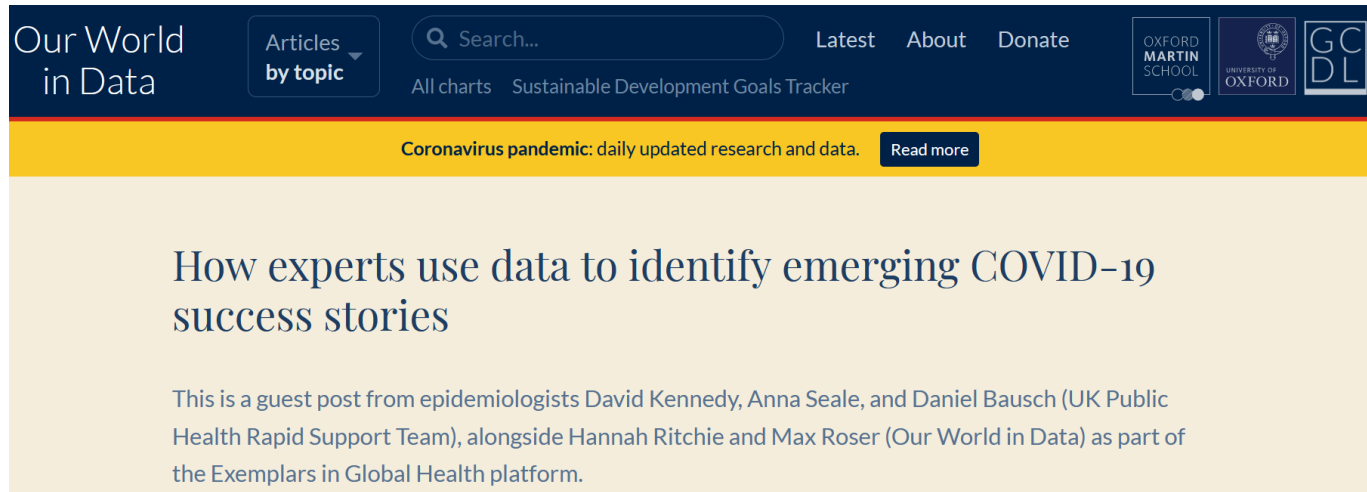 Our World
in Data
Articles
by topic
Search...
Latest About Donate
All charts Sustainable Development Goals Tracker
OXFORD
MARTIN
SCHOOL
UNIVERSITY OF
OXFORD
GC
DL
Coronavirus pandemic: daily updated research and data. Read more
How experts use data to identify emerging COVID-19
success stories
This is a guest post from epidemiologists David Kennedy, Anna Seale, and Daniel Bausch (UK Public
Health Rapid Support Team), alongside Hannah Ritchie and Max Roser (Our World in Data) as part of
the Exemplars in Global Health platform.